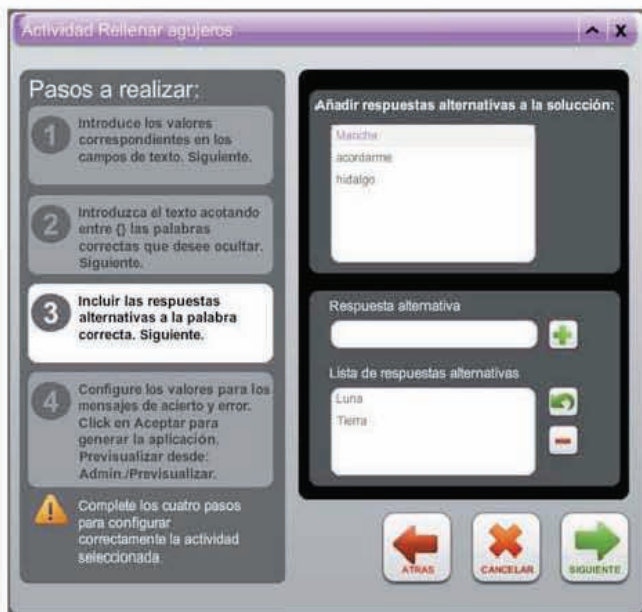 Actividad Rellenar agujeros
X
Pasos a realizar:
1
Introduce los valores
correspondientes en los
campos de texto. Siguiente.
2
Introduzca el texto acotando
entre {} las palabras
correctas que desee ocultar.
Siguiente.
3
Incluir las respuestas
alternativas a la palabra
correcta. Siguiente.
4
Configure los valores para los
mensajes de acierto y error.
Click en Aceptar para
generar la aplicación.
Previsualizar desde:
Admin./Previsualizar.
Complete los cuatro pasos
para configurar
correctamente la actividad
seleccionada.
Añadir respuestas alternativas a la solucción:
Mancha
acordarme
hidalgo
Respuesta alternativa
Lista de respuestas alternativas
Luna
Tierra
ATRAS
CANCELAR
SIGUIENTE